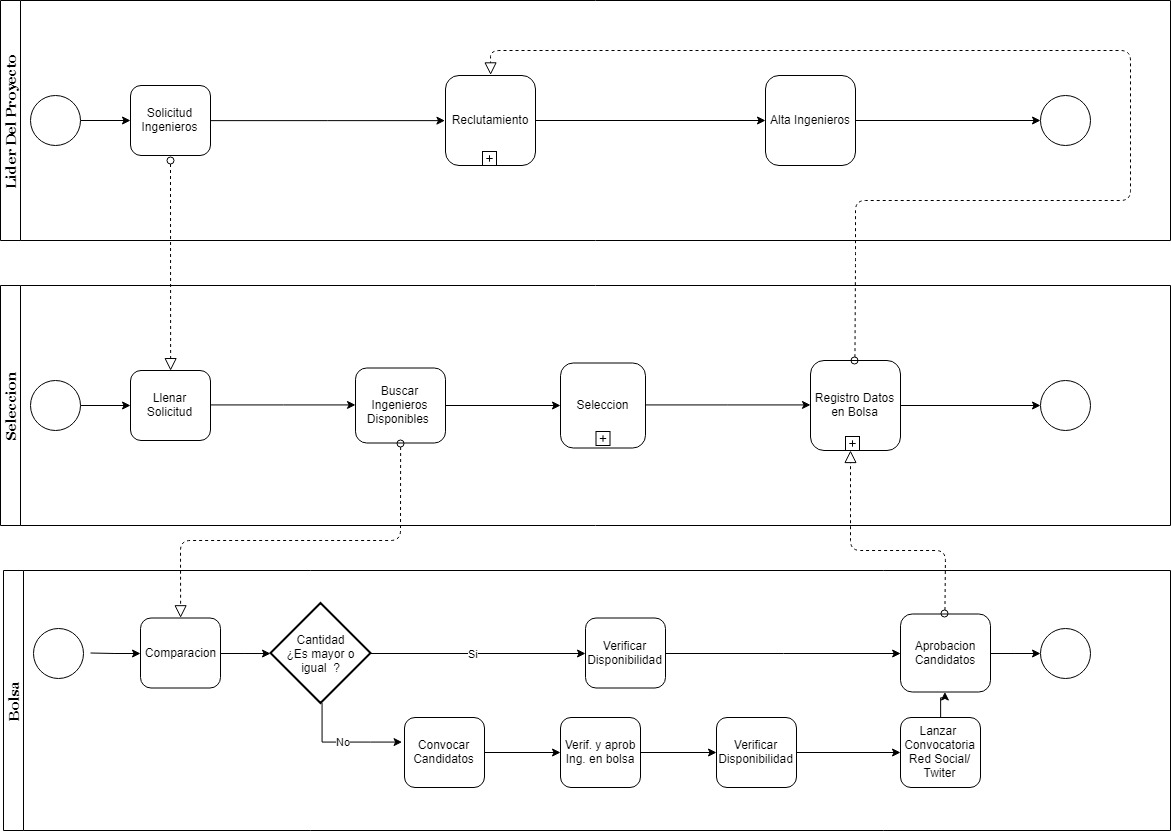 Lider Del Proyecto
Solicitud
Ingenieros
Reclutamiento
Alta Ingenieros
Seleccion
Llenar
Solicitud
Buscar
Ingenieros
Disponibles
Seleccion
Registro Datos
en Bolsa
Bolsa
Comparacion
Cantidad
¿Es mayor o
igual ?
Si
Verificar
Disponibilidad
Aprobacion
Candidatos
No
Convocar
Candidatos
Verif. y aprob
Ing. en bolsa
Verificar
Disponibilidad
Lanzar
Convocatoria
Red Social/
Twiter